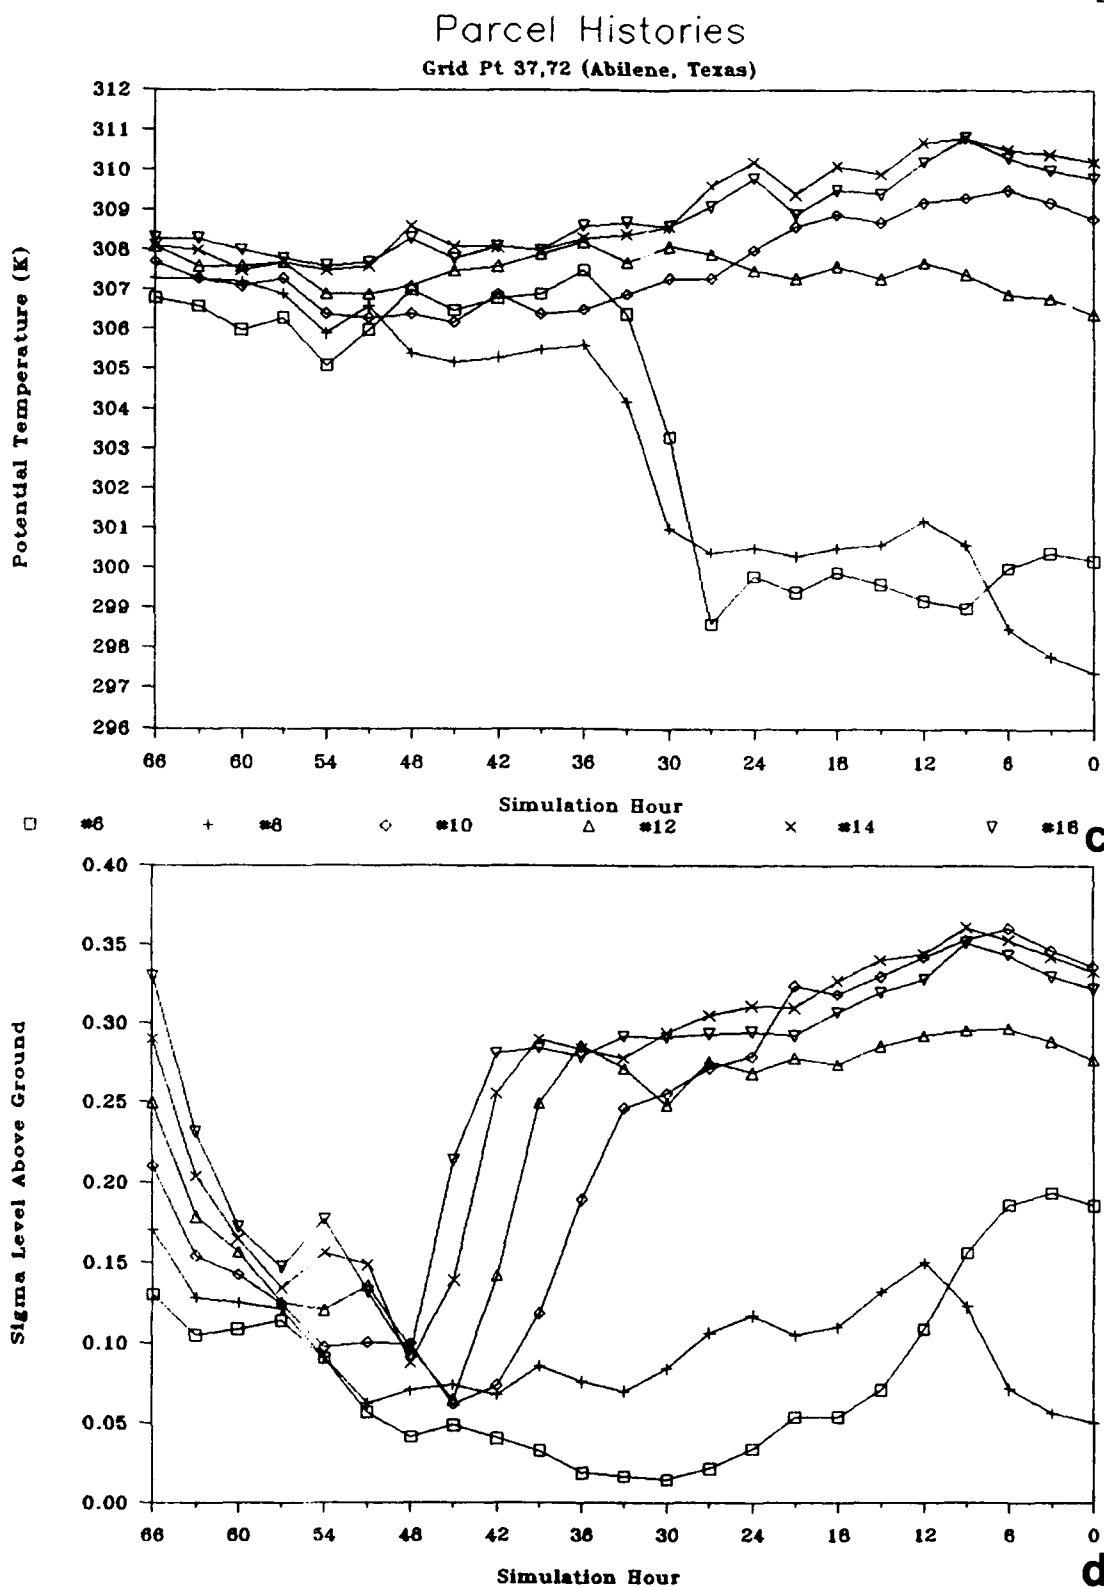 Parcel Histories
Grid Pt 37,72 (Abilene, Texas)
312
311
310
309
308
307
306
305
304
303
302
301
300
299
298
297
296
Potential Temperature (K)
66 60 54 48 42 36 30 24 18 12 6 0
Simulation Hour
#6 #8 #10 #12 #14 #16
c
0.40
0.35
0.30
0.25
0.20
0.15
0.10
0.05
0.00
Sigma Level Above Ground
66 60 54 48 42 36 30 24 18 12 6 0
Simulation Hour
d